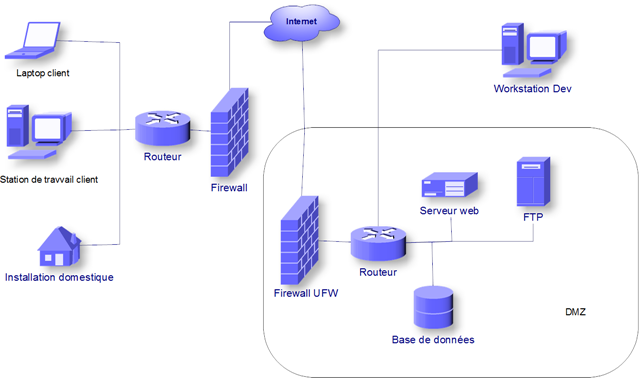 Internet
Laptop client
Workstation Dev
Routeur
Station de travvail client
Firewall
Serveur web
FTP
Installation domestique
Routeur
Firewall UFW
DMZ
Base de données